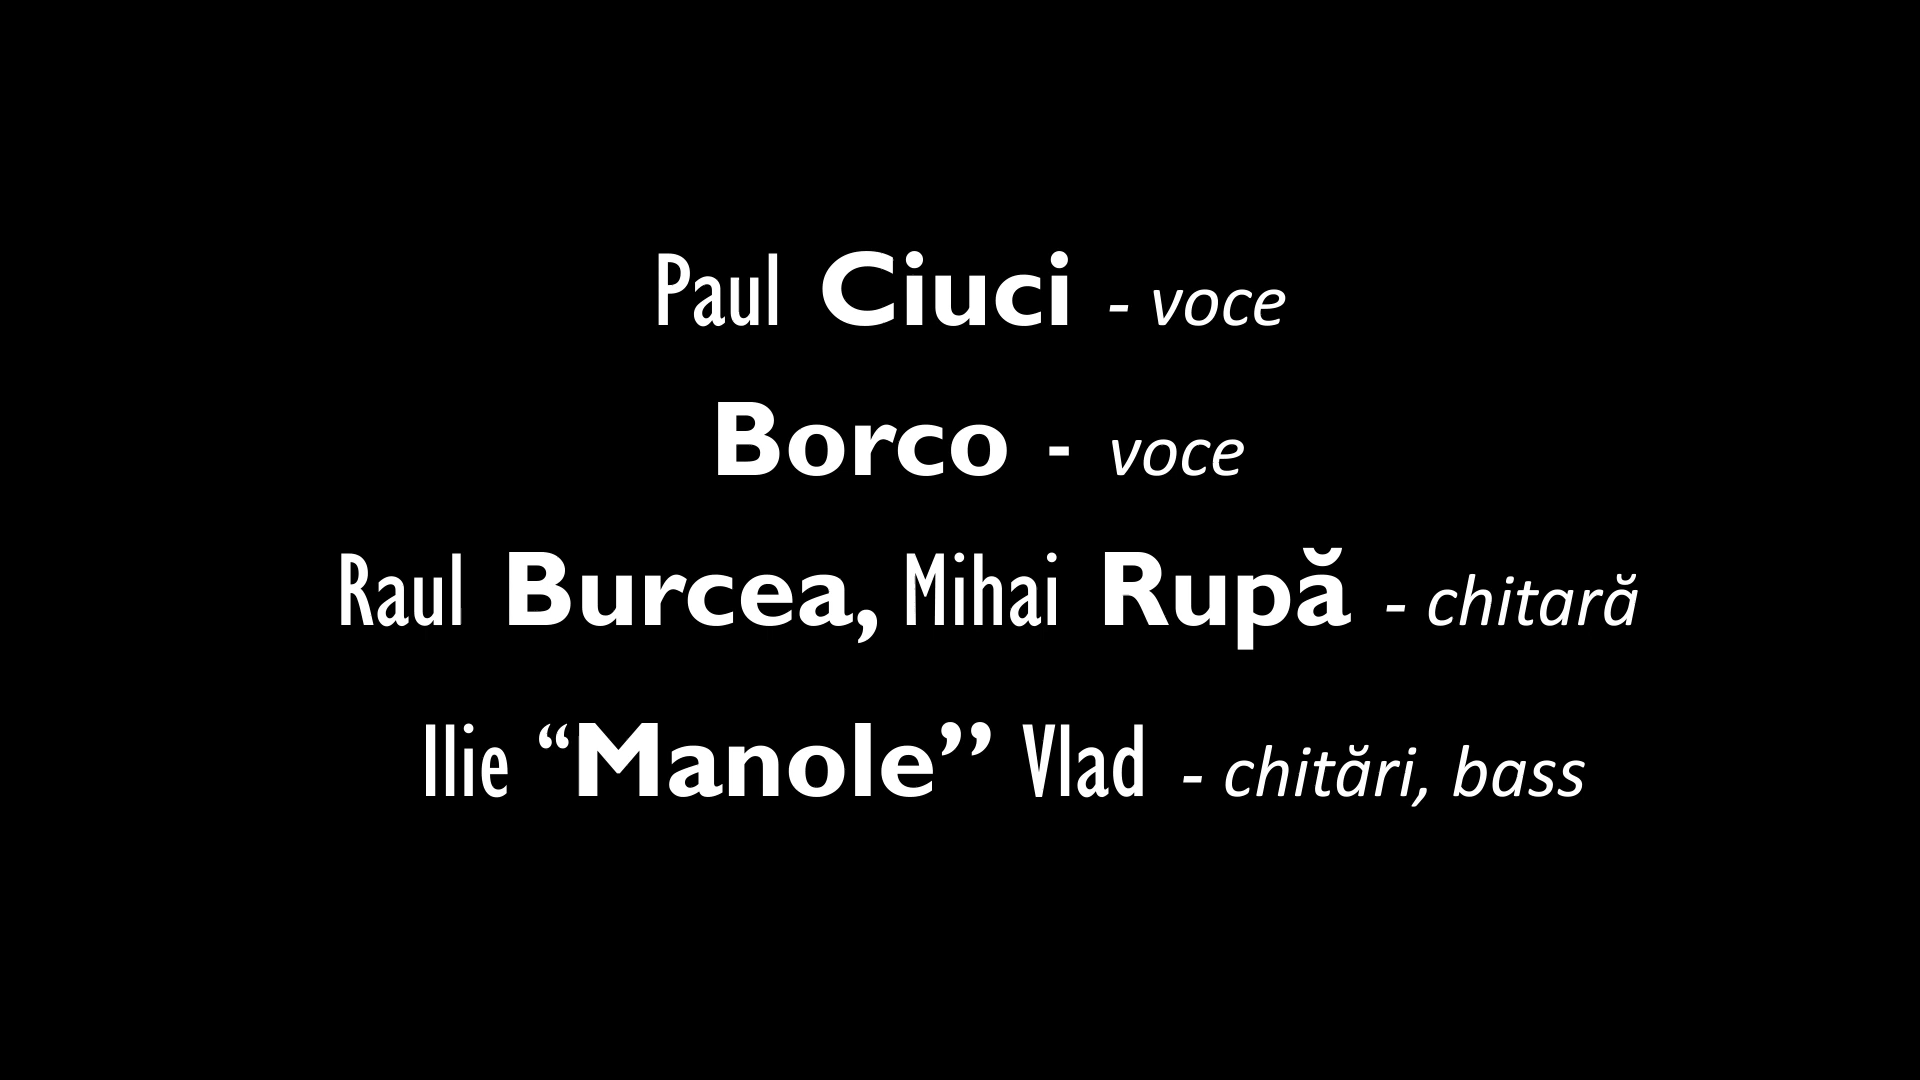 Paul Ciuci - voce
Borco - voce
Raul Burcea, Mihai Rupă - chitară
Ilie “Manole” Vlad - chitări, bass